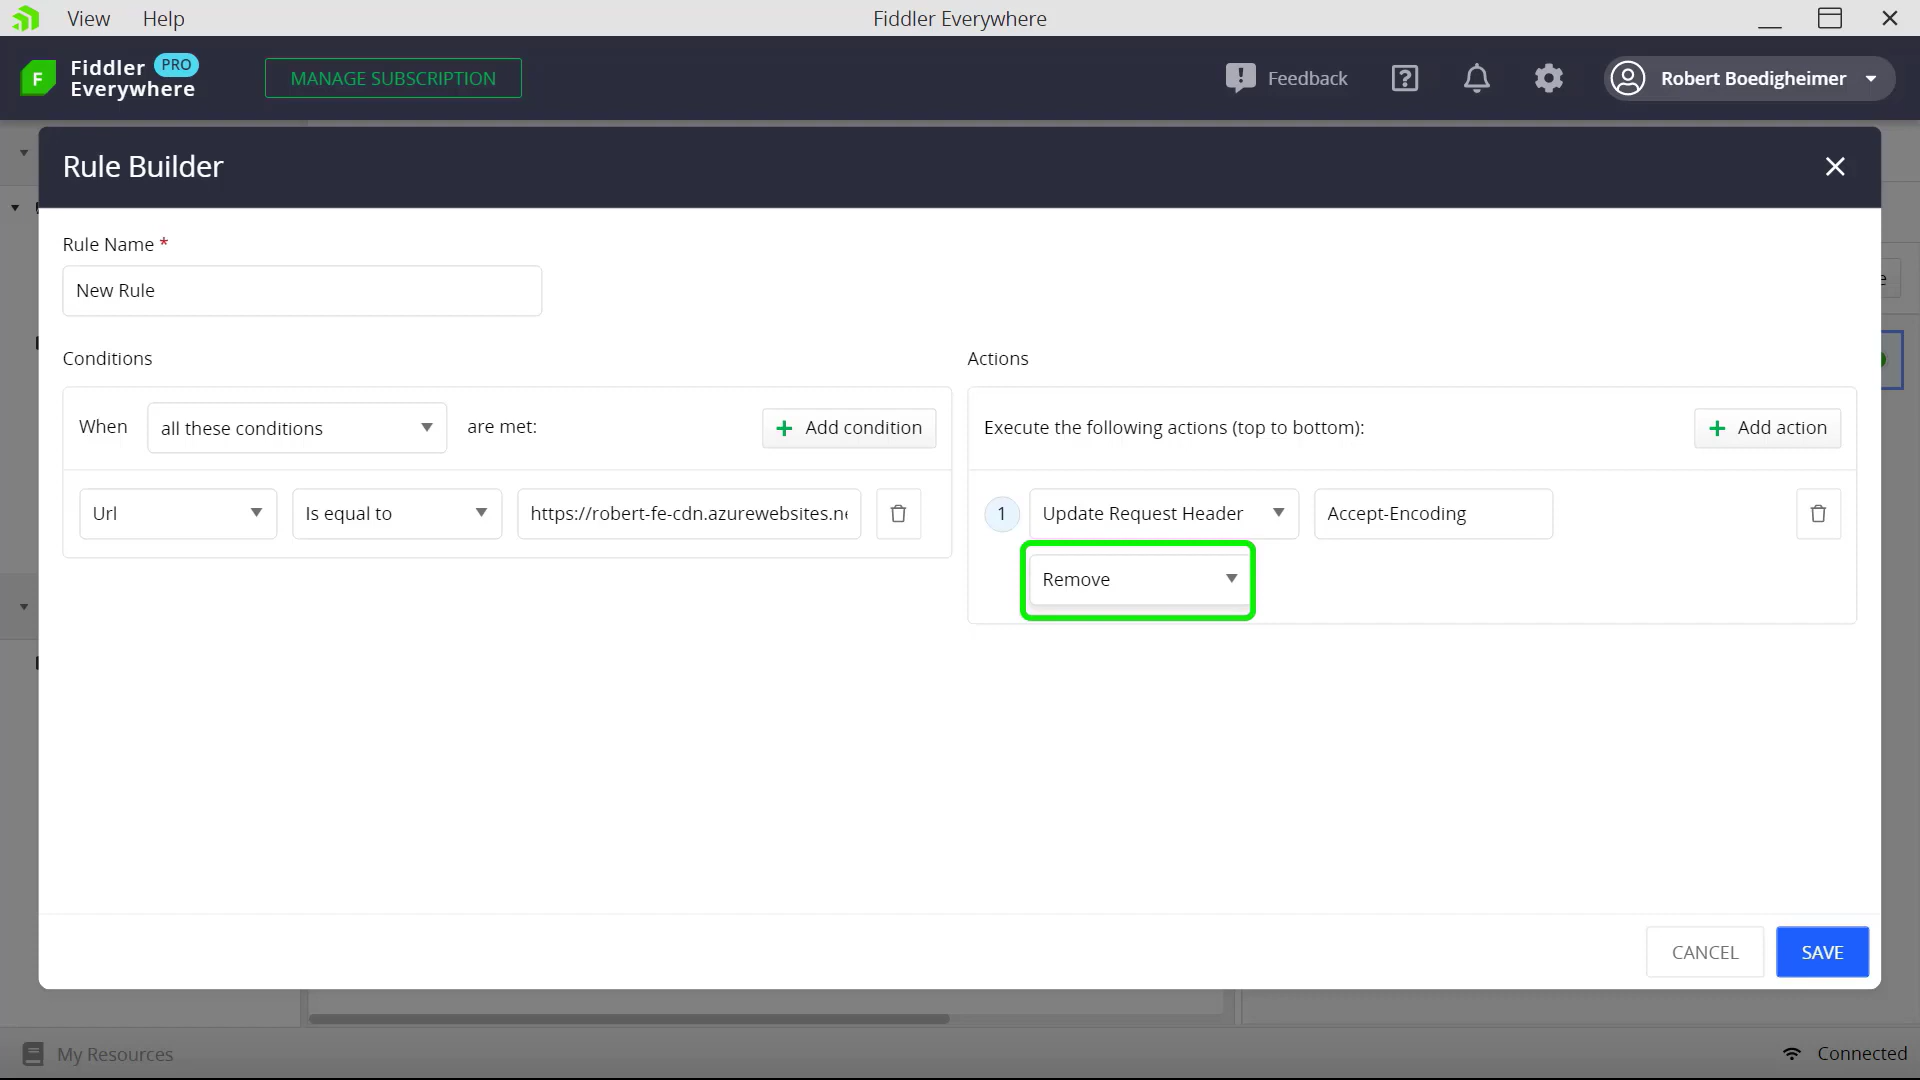 View Help
Fiddler Everywhere
Fiddler PRO
Everywhere
MANAGE SUBSCRIPTION
Feedback
Robert Boedigheimer
Rule Builder
Rule Name *
New Rule
Conditions
Actions
When all these conditions are met:
Add condition
Execute the following actions (top to bottom):
Add action
Url
Is equal to
https://robert-fe-cdn.azurewebsites.ne
1
Update Request Header
Accept-Encoding
Remove
CANCEL
SAVE
My Resources
Connected